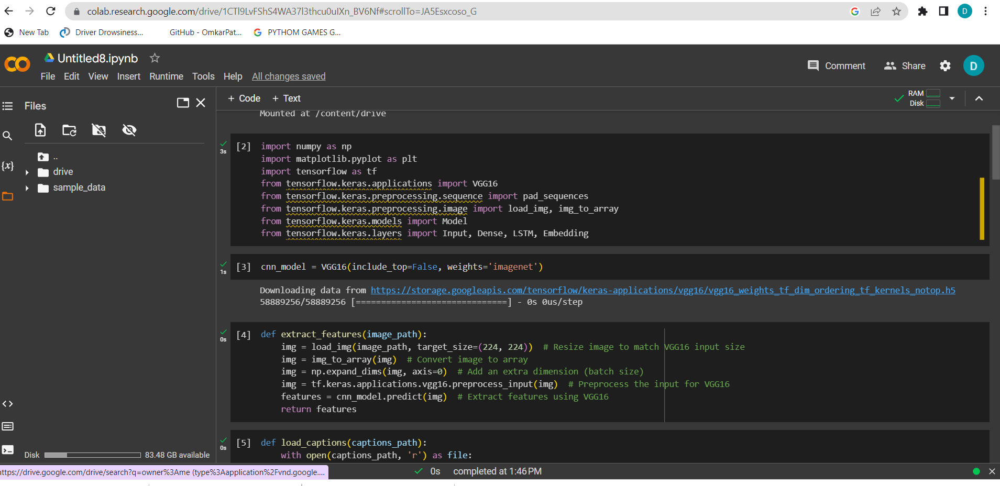 colab.research.google.com/drive/1CTl9LvFShS4WA37l3thcu0uIXn_BV6Nf#scrollTo=JA5Esxcoso_G
D
New Tab
Driver Drowsiness...
GitHub - OmkarPat...
G PYTHOM GAMES G...
Untitled8.ipynb
File Edit View Insert Runtime Tools Help All changes saved
Comment
Share
D
Files
+ Code + Text
RAM
Disk
Mounted at /content/drive
..
drive
sample_data
{x}
3s
[2] import numpy as np
import matplotlib.pyplot as plt
import tensorflow as tf
from tensorflow.keras.applications import VGG16
from tensorflow.keras.preprocessing.sequence import pad_sequences
from tensorflow.keras.preprocessing.image import load_img, img_to_array
from tensorflow.keras.models import Model
from tensorflow.keras.layers import Input, Dense, LSTM, Embedding
1s
[3] cnn_model = VGG16(include_top=False, weights='imagenet')
Downloading data from https://storage.googleapis.com/tensorflow/keras-applications/vgg16/vgg16_weights_tf_dim_ordering_tf_kernels_notop.h5
58889256/58889256 [==============================] - 0s 0us/step
0s
[4] def extract_features(image_path):
img = load_img(image_path, target_size=(224, 224)) # Resize image to match VGG16 input size
img = img_to_array(img) # Convert image to array
img = np.expand_dims(img, axis=0) # Add an extra dimension (batch size)
img = tf.keras.applications.vgg16.preprocess_input(img) # Preprocess the input for VGG16
features = cnn_model.predict(img) # Extract features using VGG16
return features
0s
[5] def load_captions(captions_path):
with open(captions_path, 'r') as file:
Disk 83.48 GB available
https://drive.google.com/drive/search?q=owner%3Ame (type%3Aapplication%2Fvnd.google....
0s completed at 1:46 PM